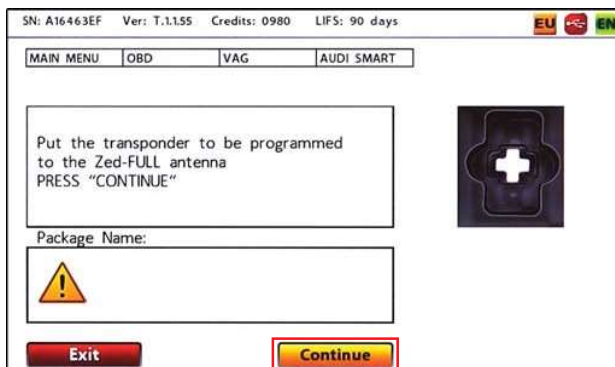 SN: A16463EF Ver: T.1.1.55 Credits: 0980 LIFS: 90 days EU EN
MAIN MENU OBD VAG AUDI SMART
Put the transponder to be programmed
to the Zed-FULL antenna
PRESS “CONTINUE”
Package Name:
Exit Continue